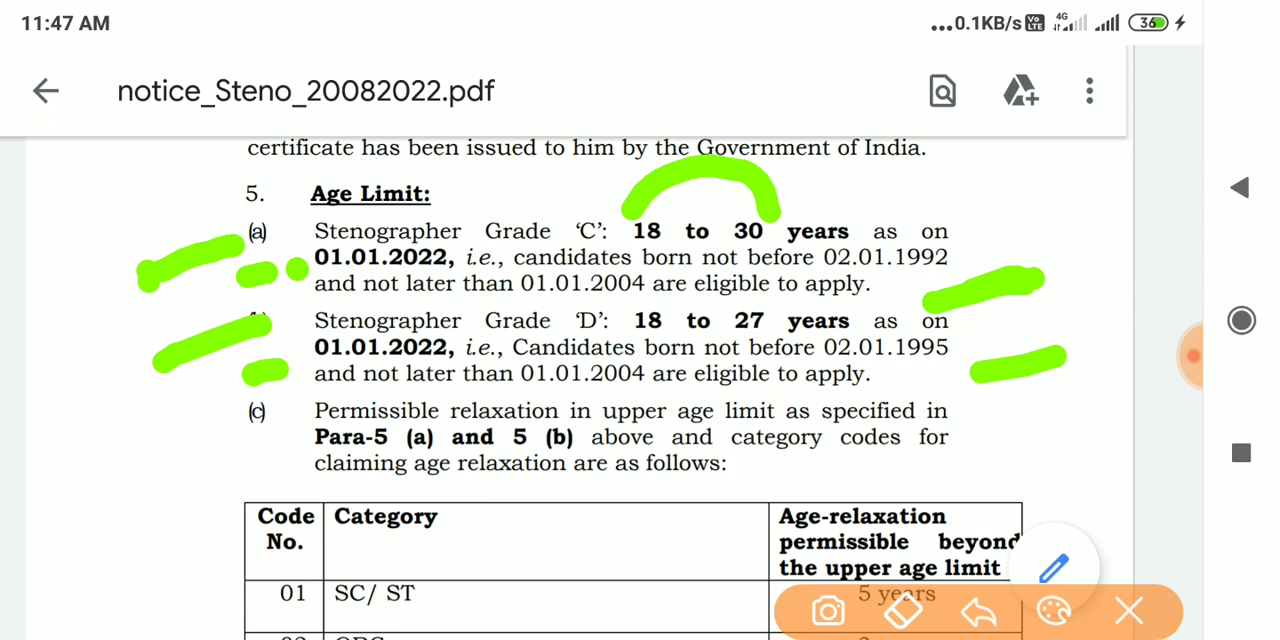 11:47 AM
...0.1KB/s Vo LTE 4G 36
notice_Steno_20082022.pdf
certificate has been issued to him by the Government of India.
5. Age Limit:
(a) Stenographer Grade ‘C’: 18 to 30 years as on
01.01.2022, i.e., candidates born not before 02.01.1992
and not later than 01.01.2004 are eligible to apply.
Stenographer Grade ‘D’: 18 to 27 years as on
01.01.2022, i.e., Candidates born not before 02.01.1995
and not later than 01.01.2004 are eligible to apply.
(c) Permissible relaxation in upper age limit as specified in
Para-5 (a) and 5 (b) above and category codes for
claiming age relaxation are as follows:
Code Category Age-relaxation
No. permissible beyond
the upper age limit
01 SC/ ST 5 years